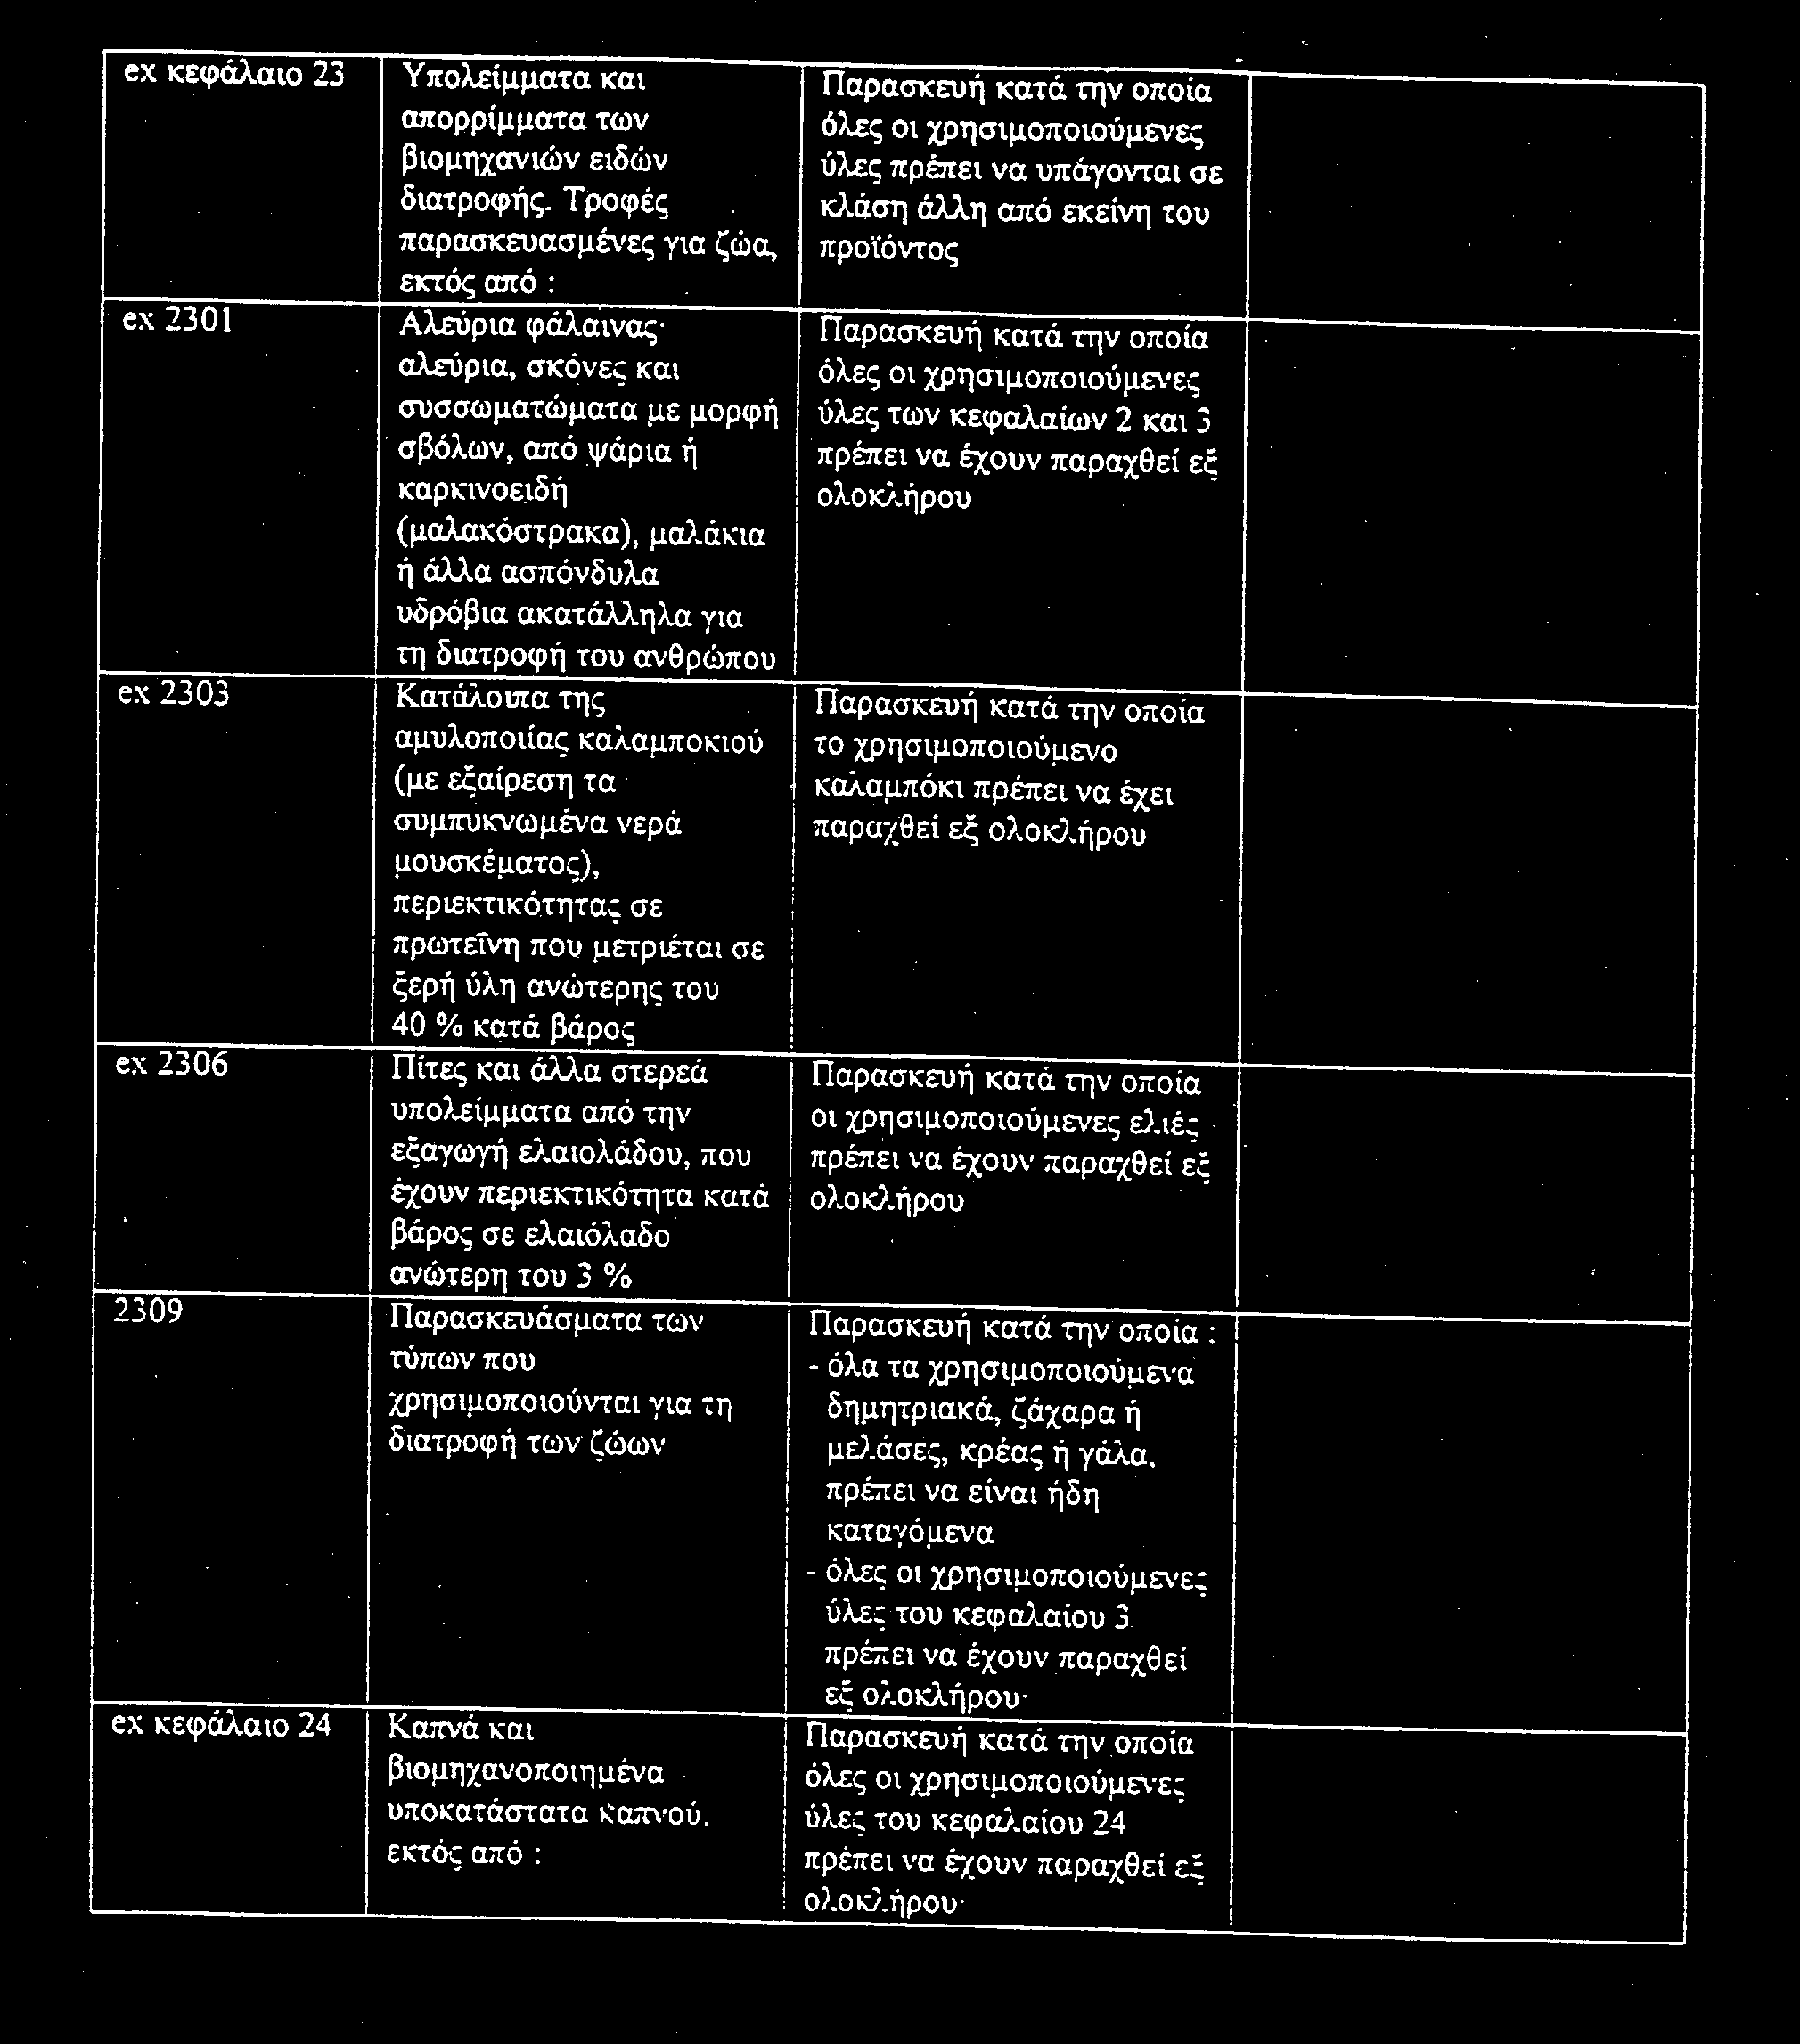 ex κεφάλαιο 23
Υπολείμματα και
απορρίμματα των
βιομηχανιών ειδών
διατροφής. Τροφές
παρασκευασμένες για ζώα,
εκτός από :
Παρασκευή κατά την οποία
όλες οι χρησιμοποιούμενες
ύλες πρέπει να υπάγονται σε
κλάση άλλη από εκείνη του
προϊόντος
ex 2301
Αλεύρια φάλαινας·
αλεύρια, σκόνες και
συσσωματώματα με μορφή
σβόλων, από ψάρια ή
καρκινοειδή
(μαλακόστρακα), μαλάκια
ή άλλα ασπόνδυλα
υδρόβια ακατάλληλα για
τη διατροφή του ανθρώπου
Παρασκευή κατά την οποία
όλες οι χρησιμοποιούμενες
ύλες των κεφαλαίων 2 και 3
πρέπει να έχουν παραχθεί εξ
ολοκλήρου
ex 2303
Κατάλοιπα της
αμυλοποιίας καλαμποκιού
(με εξαίρεση τα
συμπυκνωμένα νερά
μουσκέματος),
περιεκτικότητας σε
πρωτεΐνη που μετριέται σε
ξερή ύλη ανώτερης του
40 % κατά βάρος
Παρασκευή κατά την οποία
το χρησιμοποιούμενο
καλαμπόκι πρέπει να έχει
παραχθεί εξ ολοκλήρου
ex 2306
Πίτες και άλλα στερεά
υπολείμματα από την
εξαγωγή ελαιολάδου, που
έχουν περιεκτικότητα κατά
βάρος σε ελαιόλαδο
ανώτερη του 3 %
Παρασκευή κατά την οποία
οι χρησιμοποιούμενες ελιές
πρέπει να έχουν παραχθεί εξ
ολοκλήρου
2309
Παρασκευάσματα των
τύπων που
χρησιμοποιούνται για τη
διατροφή των ζώων
Παρασκευή κατά την οποία :
- όλα τα χρησιμοποιούμενα
δημητριακά, ζάχαρα ή
μελάσες, κρέας ή γάλα,
πρέπει να είναι ήδη
καταγόμενα
- όλες οι χρησιμοποιούμενες
ύλες του κεφαλαίου 3
πρέπει να έχουν παραχθεί
εξ ολοκλήρου·
ex κεφάλαιο 24
Καπνά και
βιομηχανοποιημένα
υποκατάστατα καπνού,
εκτός από :
Παρασκευή κατά την οποία
όλες οι χρησιμοποιούμενες
ύλες του κεφαλαίου 24
πρέπει να έχουν παραχθεί εξ
ολοκλήρου·